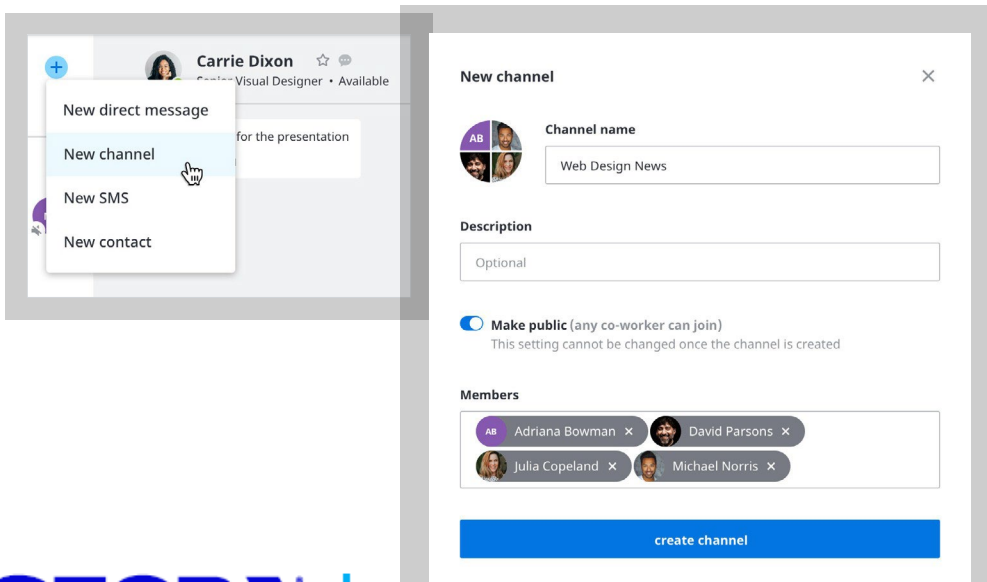 Carrie Dixon
Senior Visual Designer • Available
New direct message
for the presentation
New channel
New SMS
New contact
New channel
AB
Channel name
Web Design News
Description
Optional
Make public (any co-worker can join)
This setting cannot be changed once the channel is created
Members
AB Adriana Bowman × David Parsons ×
Julia Copeland × Michael Norris ×
create channel